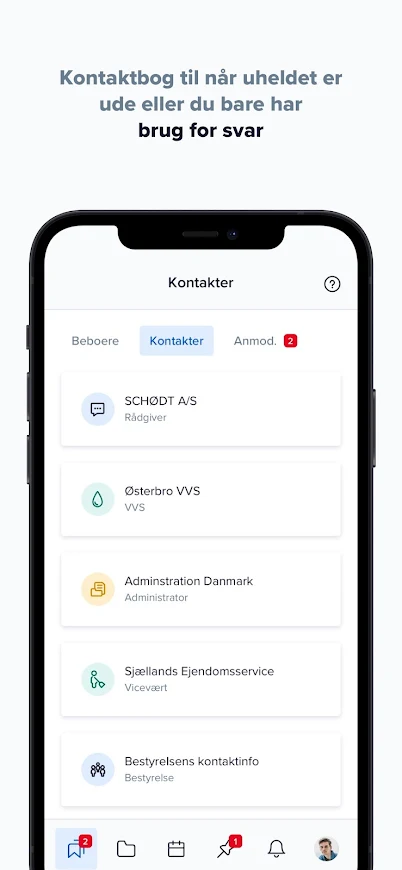 Kontaktbog til når uheldet er
ude eller du bare har
brug for svar
Kontakter
Beboere Kontakter Anmod. 2
SCHØDT A/S
Rådgiver
Østerbro VVS
VVS
Adminstration Danmark
Administrator
Sjællands Ejendomsservice
Vicevært
Bestyrelsens kontaktinfo
Bestyrelse
2 1